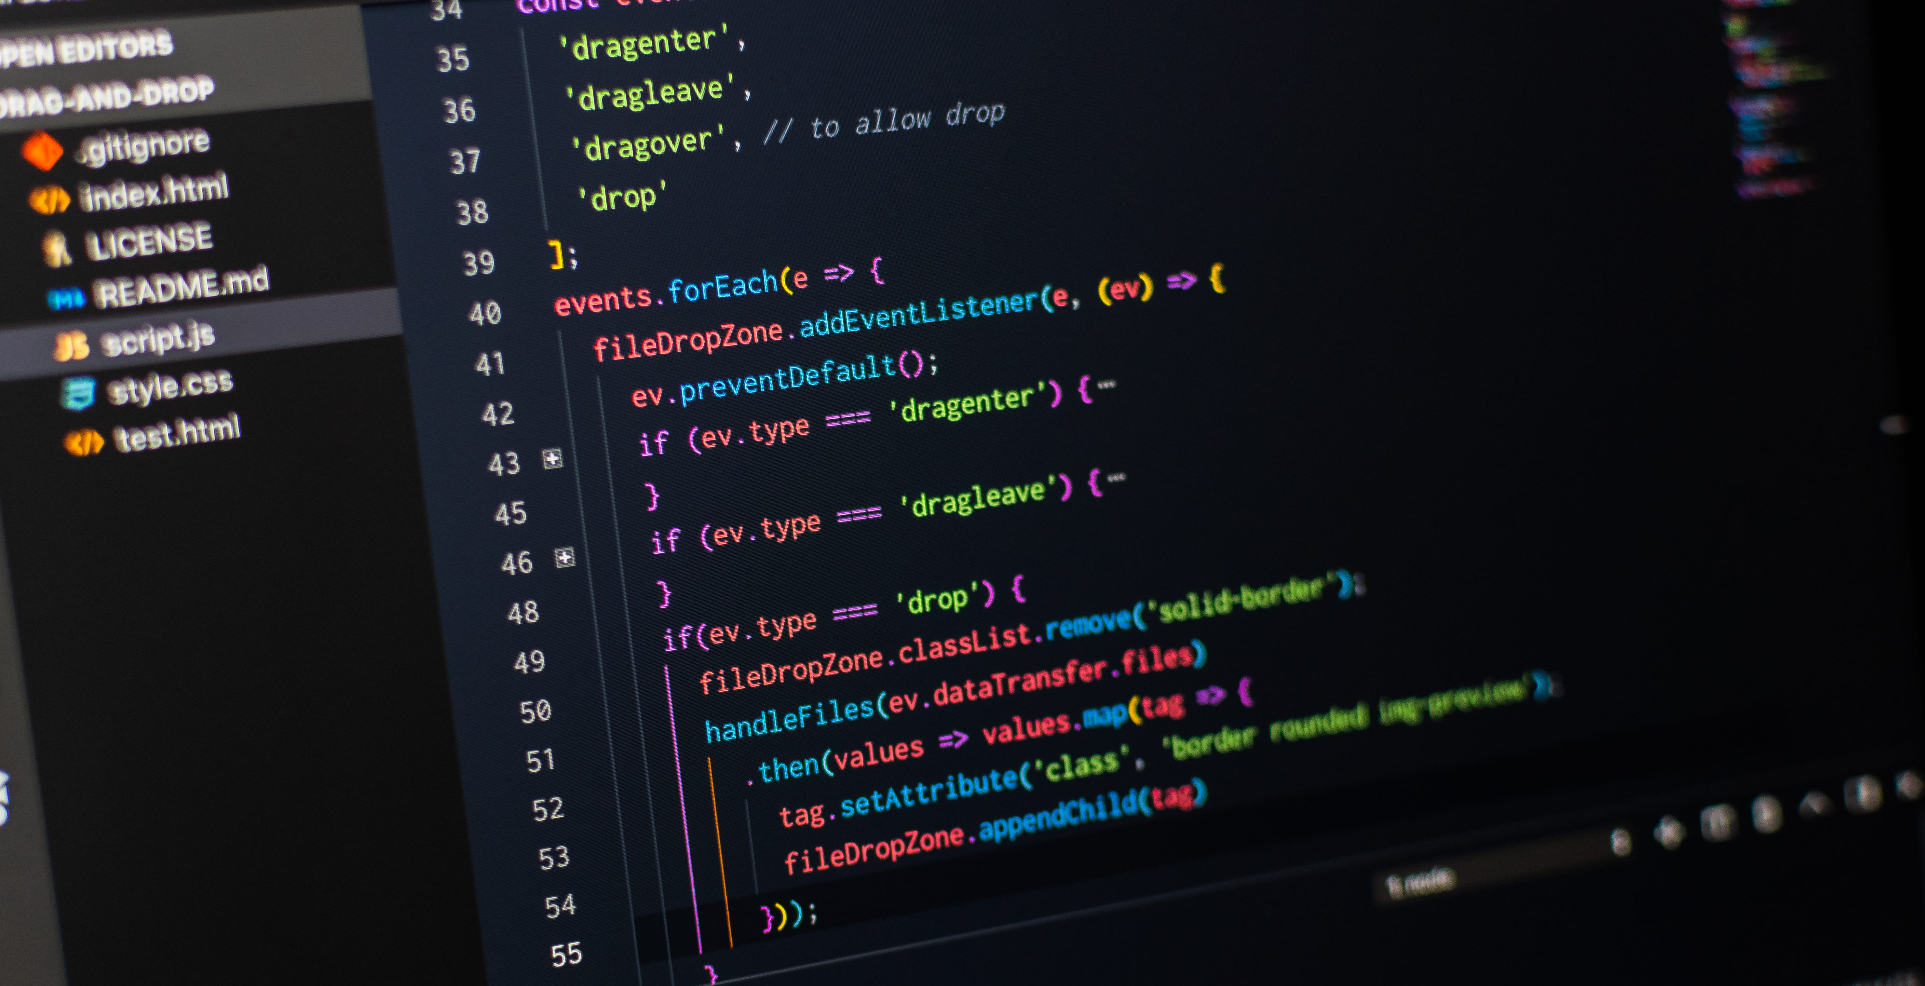 OPEN EDITORS
DRAG-AND-DROP
.gitignore
index.html
LICENSE
README.md
JS script.js
style.css
test.html
34 const
35 'dragenter',
36 'dragleave',
37 'dragover', // to allow drop
38 'drop'
39 ];
40 events.forEach(e => {
41 fileDropZone.addEventListener(e, (ev) => {
42 ev.preventDefault();
43 if (ev.type === 'dragenter') {…
45 }
46 if (ev.type === 'dragleave') {…
48 }
49 if(ev.type === 'drop') {
50 fileDropZone.classList.remove('solid-border');
51 handleFiles(ev.dataTransfer.files)
52 .then(values => values.map(tag => {
53 tag.setAttribute('class', 'border rounded img-preview');
54 fileDropZone.appendChild(tag)
55 }));
}
1: node